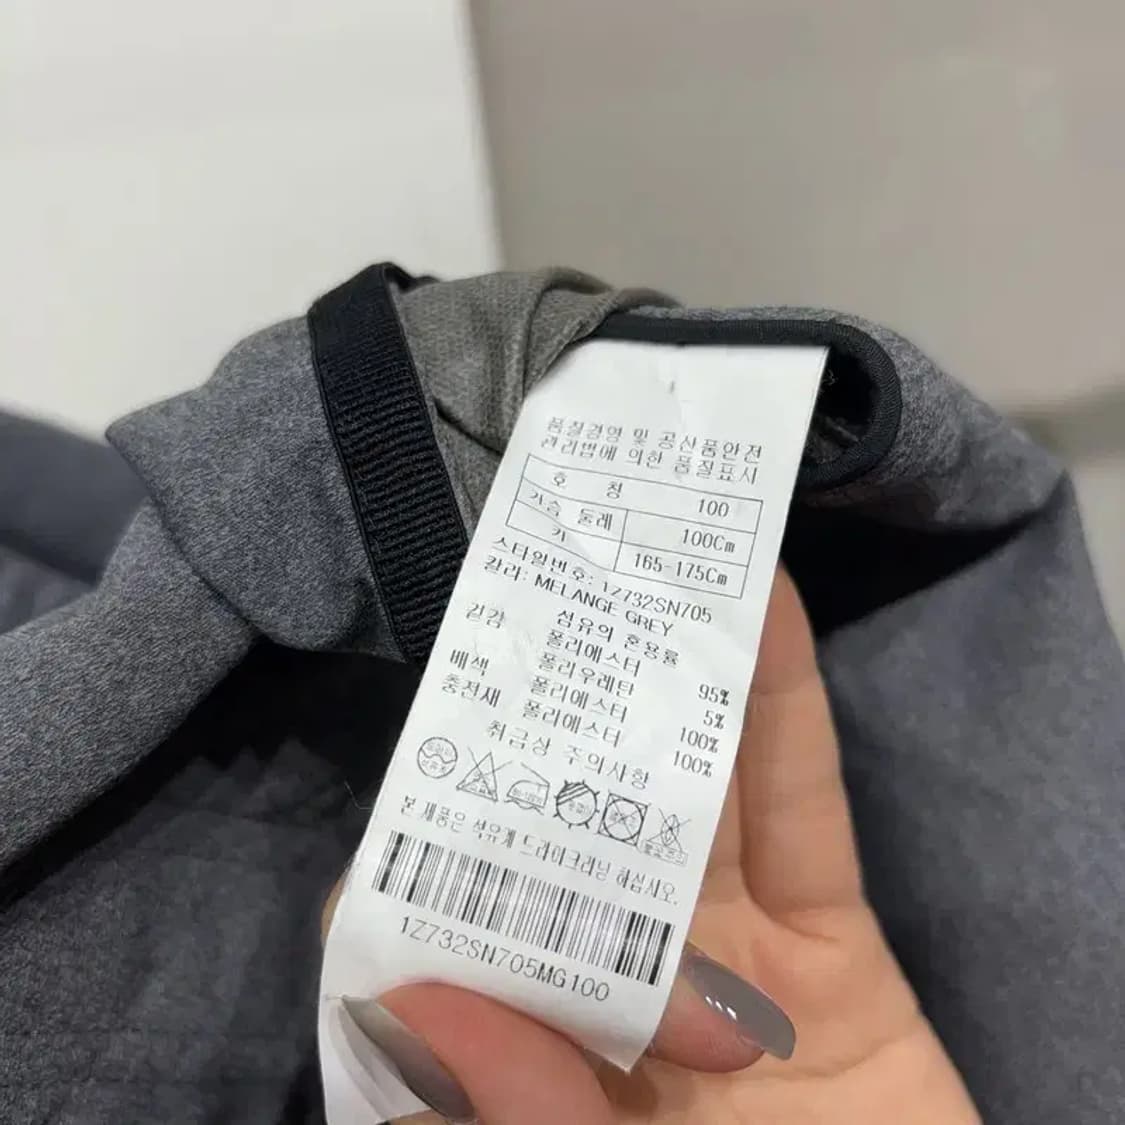 품질경영 및 공산품안전
관리법에 의한 품질표시
호 칭 100
가슴 둘레 100Cm
키 165-175Cm
스타일번호: 1Z732SN705
칼라: MELANGE GREY
섬유의 혼용률
겉감 폴리에스터 95%
폴리우레탄 5%
배색 폴리에스터 100%
충전재 폴리에스터 100%
취급상 주의사항
본 제품은 석유계 드라이크리닝 하십시오.
1Z732SN705MG100